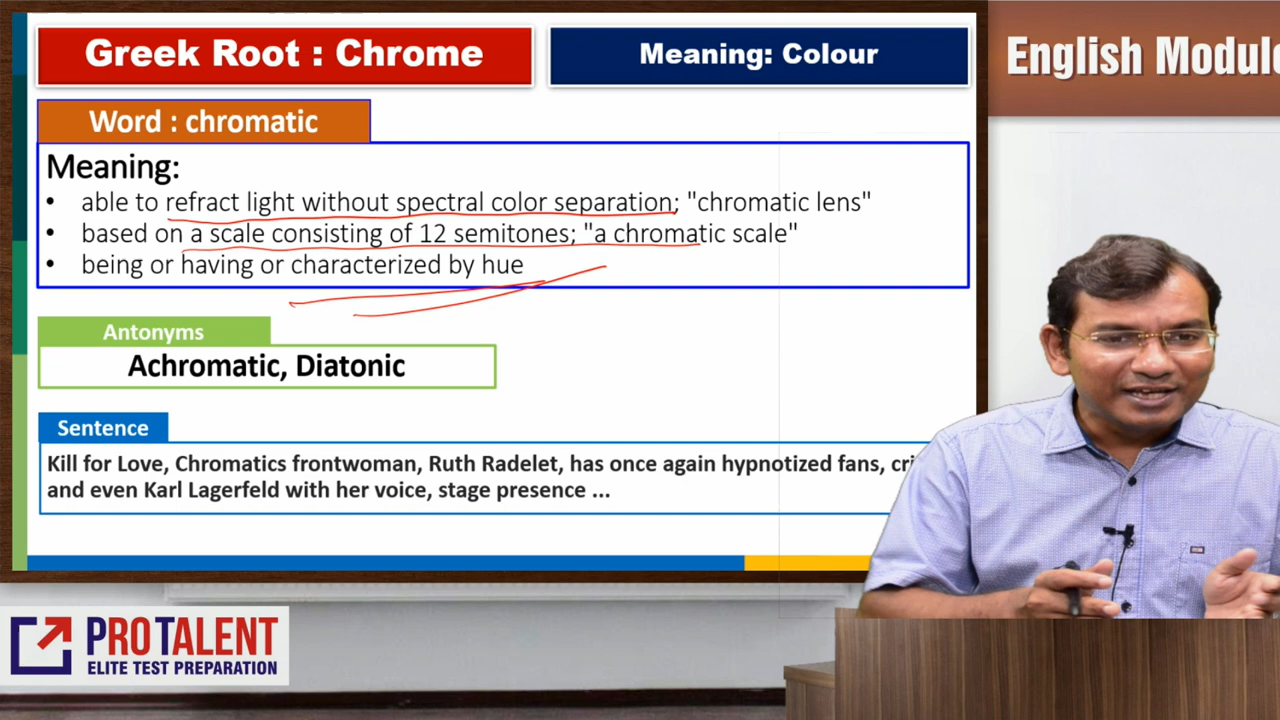 Greek Root : Chrome
Meaning: Colour
English Module
Word : chromatic
Meaning:
• able to refract light without spectral color separation; "chromatic lens"
• based on a scale consisting of 12 semitones; "a chromatic scale"
• being or having or characterized by hue
Antonyms
Achromatic, Diatonic
Sentence
Kill for Love, Chromatics frontwoman, Ruth Radelet, has once again hypnotized fans,
and even Karl Lagerfeld with her voice, stage presence ...
PROTALENT
ELITE TEST PREPARATION